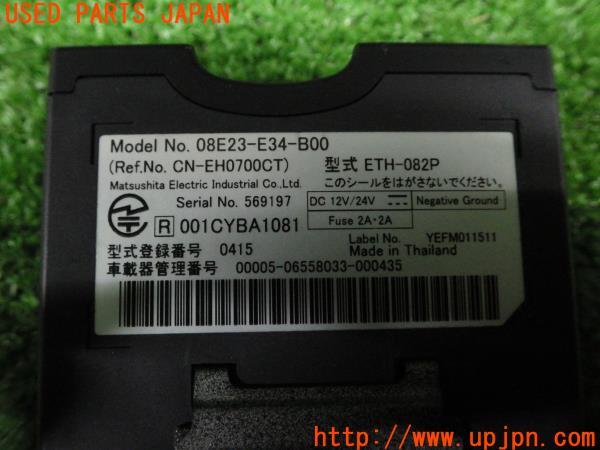 USED PARTS JAPAN
Model No. 08E23-E34-B00
(Ref.No. CN-EH0700CT) 型式 ETH-082P
Matsushita Electric Industrial Co.,Ltd. このシールをはがさないでください。
Serial No. 569197 DC 12V/24V Negative Ground
R 001CYBA1081 Fuse 2A・2A
Label No. YEFM011511
型式登録番号 0415 Made in Thailand
車載器管理番号 00005-06558033-000435
http://www.upjpn.com